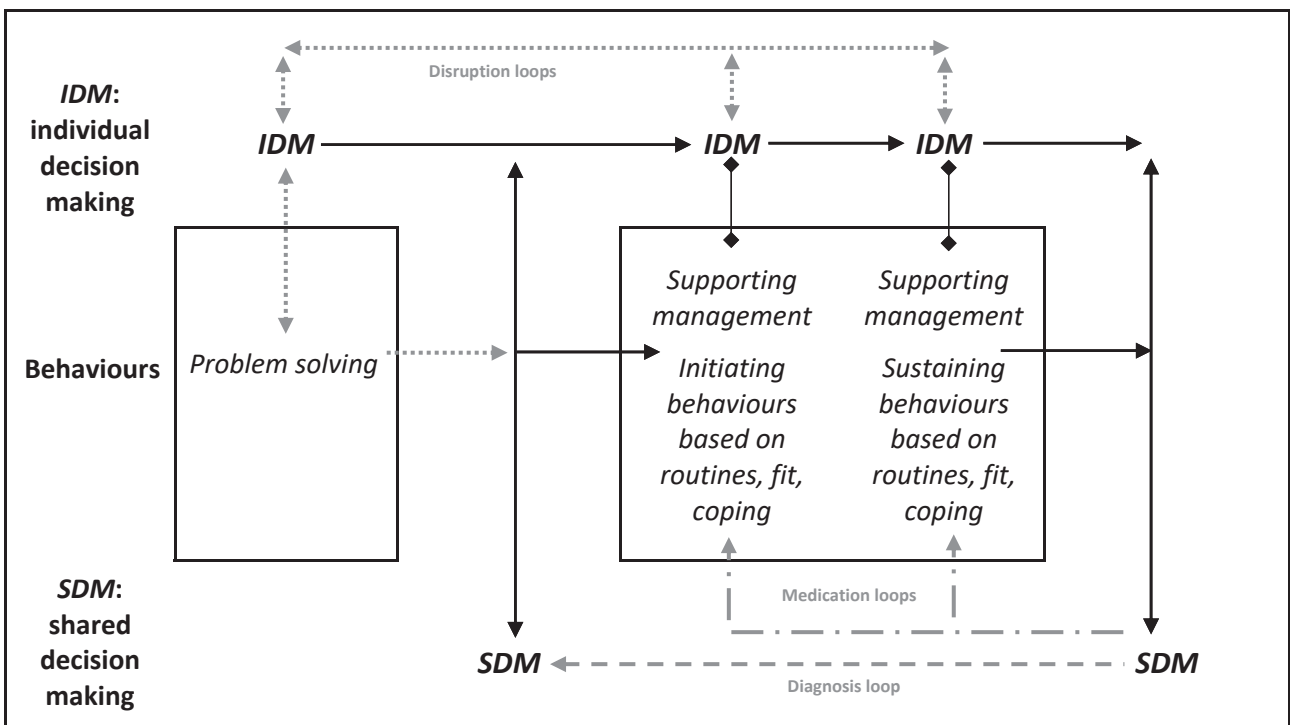 Disruption loops
IDM:
individual
decision
making
IDM
IDM
IDM
Behaviours
Problem solving
Supporting
management
Initiating
behaviours
based on
routines, fit,
coping
Supporting
management
Sustaining
behaviours
based on
routines, fit,
coping
Medication loops
SDM:
shared
decision
making
SDM
SDM
Diagnosis loop